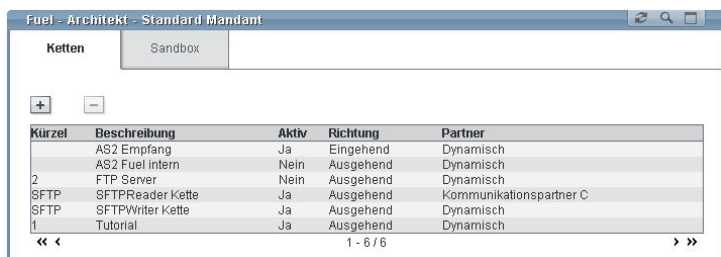 Fuel - Architekt - Standard Mandant
Ketten Sandbox
+ −
Kürzel Beschreibung Aktiv Richtung Partner
AS2 Empfang Ja Eingehend Dynamisch
AS2 Fuel intern Nein Ausgehend Dynamisch
2 FTP Server Nein Ausgehend Dynamisch
SFTP SFTPReader Kette Ja Ausgehend Kommunikationspartner C
SFTP SFTPWriter Kette Ja Ausgehend Dynamisch
1 Tutorial Ja Ausgehend Dynamisch
« ‹ 1 - 6 / 6 › »